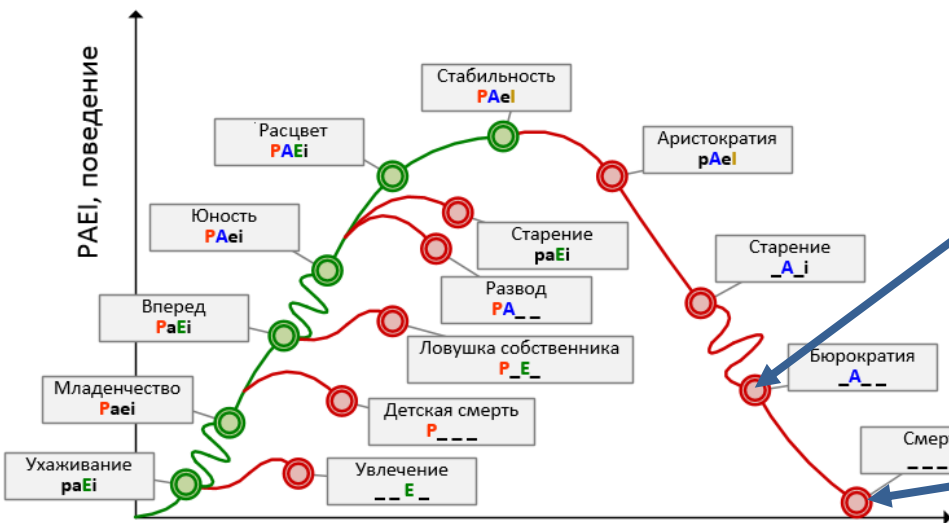 PAEI, поведение
Стабильность
PAeI
Расцвет
PAEi
Аристократия
pAeI
Юность
PAei
Старение
paEi
Старение
_A_i
Развод
PA_ _
Вперед
PaEi
Ловушка собственника
P_E_
Бюрократия
_A_ _
Младенчество
Paei
Детская смерть
P_ _ _
Смер
_ _ _
Ухаживание
paEi
Увлечение
_ _ E _